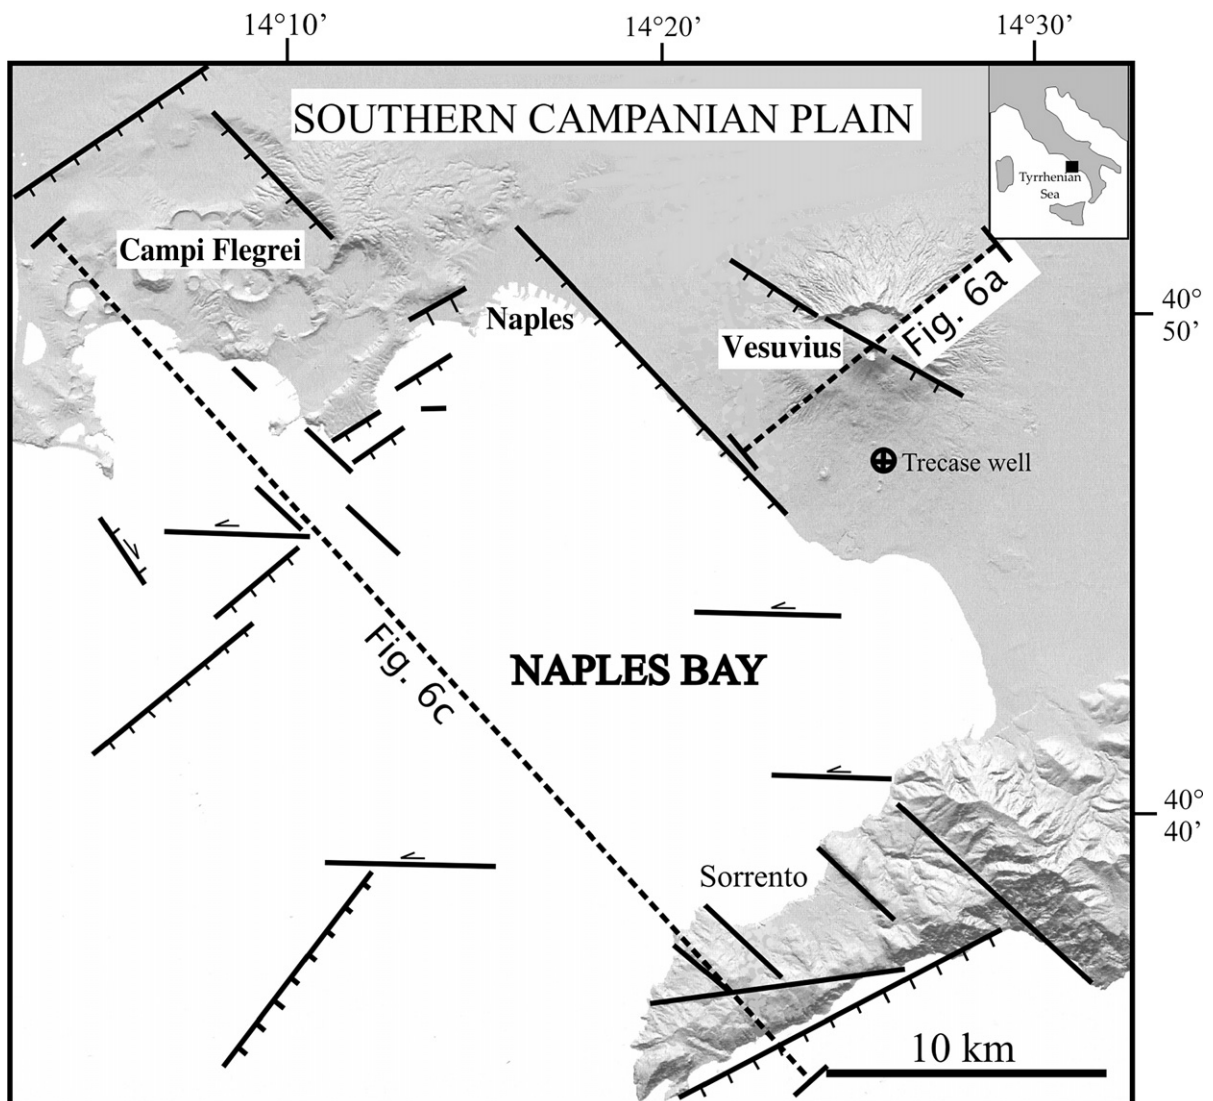 14°10’
14°20’
14°30’
SOUTHERN CAMPANIAN PLAIN
Tyrrhenian
Sea
Campi Flegrei
Naples
Vesuvius
Fig. 6a
40°
50’
Trecase well
Fig. 6c
NAPLES BAY
40°
40’
Sorrento
10 km